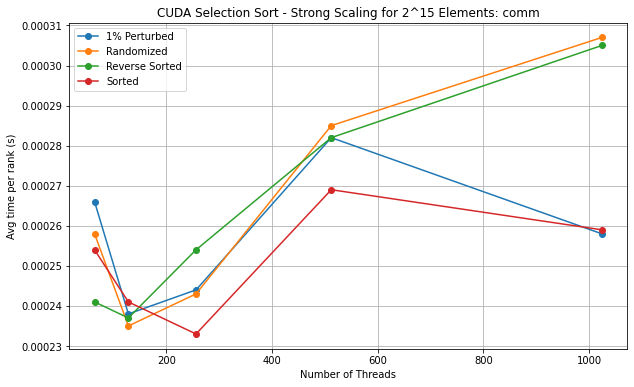 CUDA Selection Sort - Strong Scaling for 2^15 Elements: comm
1% Perturbed
Randomized
Reverse Sorted
Sorted
Avg time per rank (s)
0.00031
0.00030
0.00029
0.00028
0.00027
0.00026
0.00025
0.00024
0.00023
200
400
600
800
1000
Number of Threads